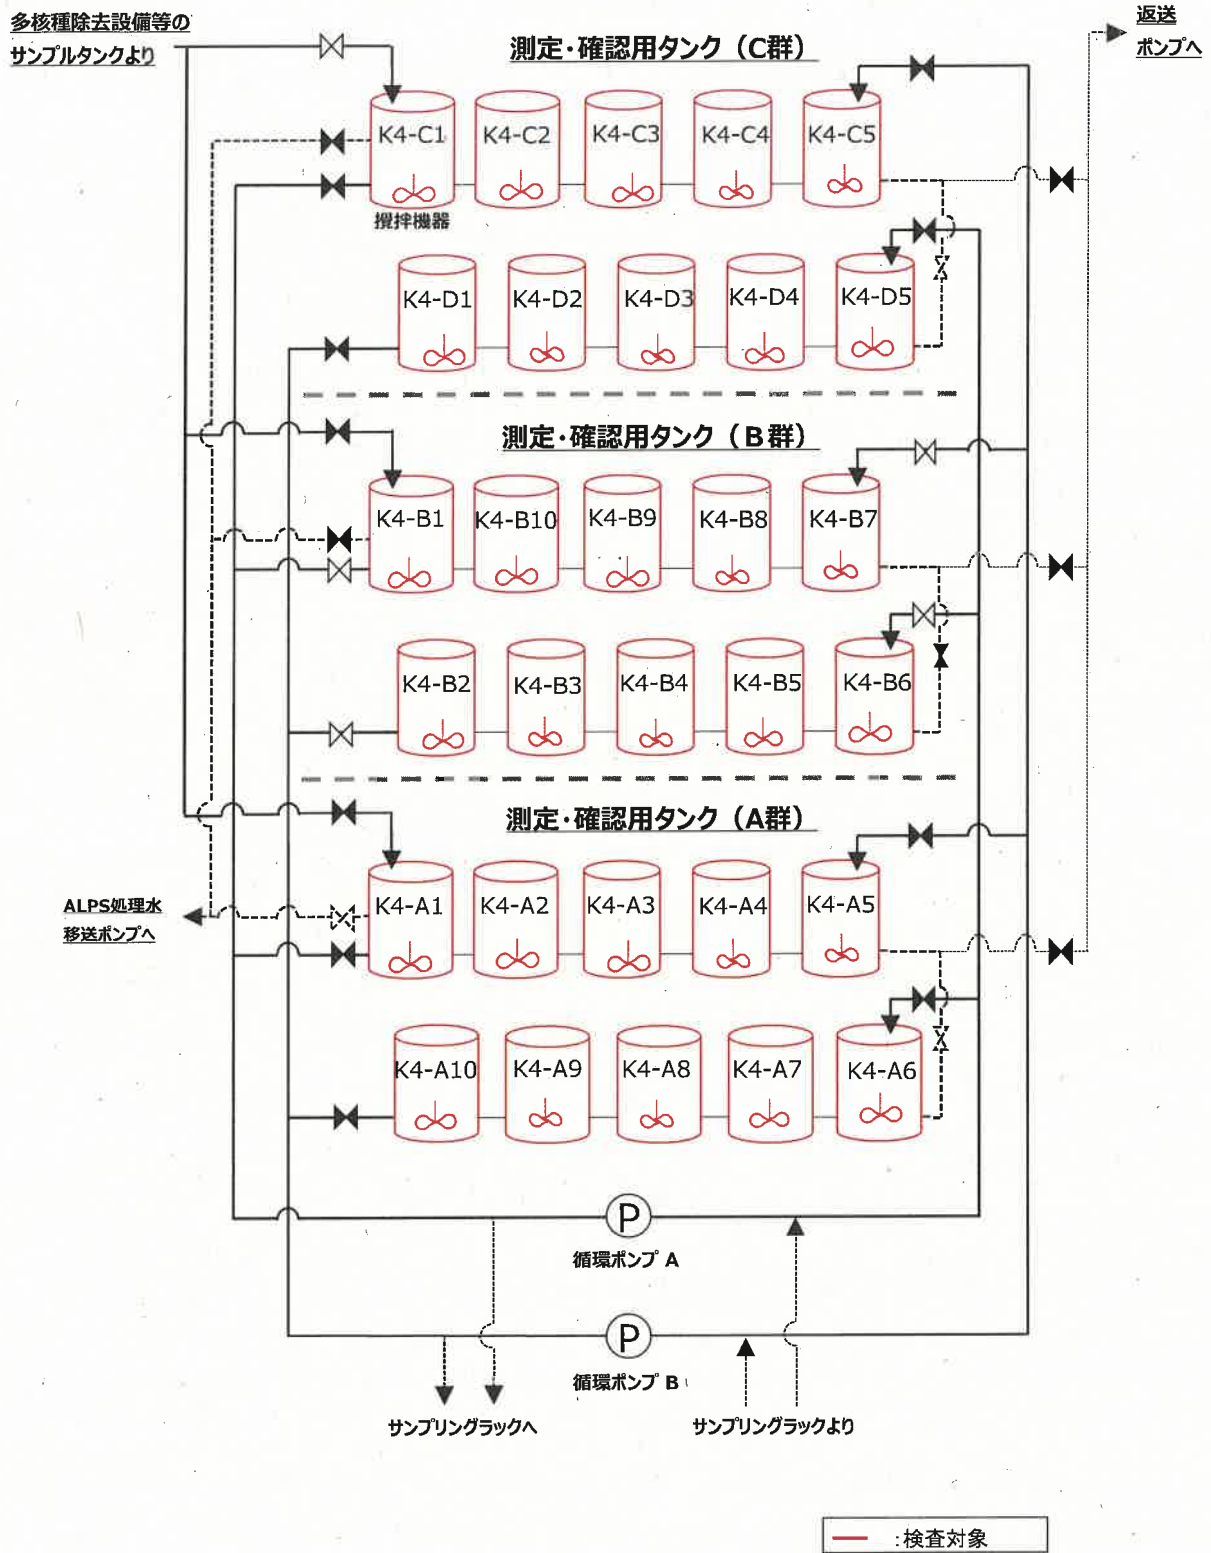 多核種除去設備等の
サンプルタンクより
返送
ポンプへ
測定・確認用タンク（C群）
K4-C1
K4-C2
K4-C3
K4-C4
K4-C5
攪拌機器
K4-D1
K4-D2
K4-D3
K4-D4
K4-D5
測定・確認用タンク（B群）
K4-B1
K4-B10
K4-B9
K4-B8
K4-B7
K4-B2
K4-B3
K4-B4
K4-B5
K4-B6
測定・確認用タンク（A群）
K4-A1
K4-A2
K4-A3
K4-A4
K4-A5
ALPS処理水
移送ポンプへ
K4-A10
K4-A9
K4-A8
K4-A7
K4-A6
P
循環ポンプ A
P
循環ポンプ B
サンプリングラックへ
サンプリングラックより
：検査対象